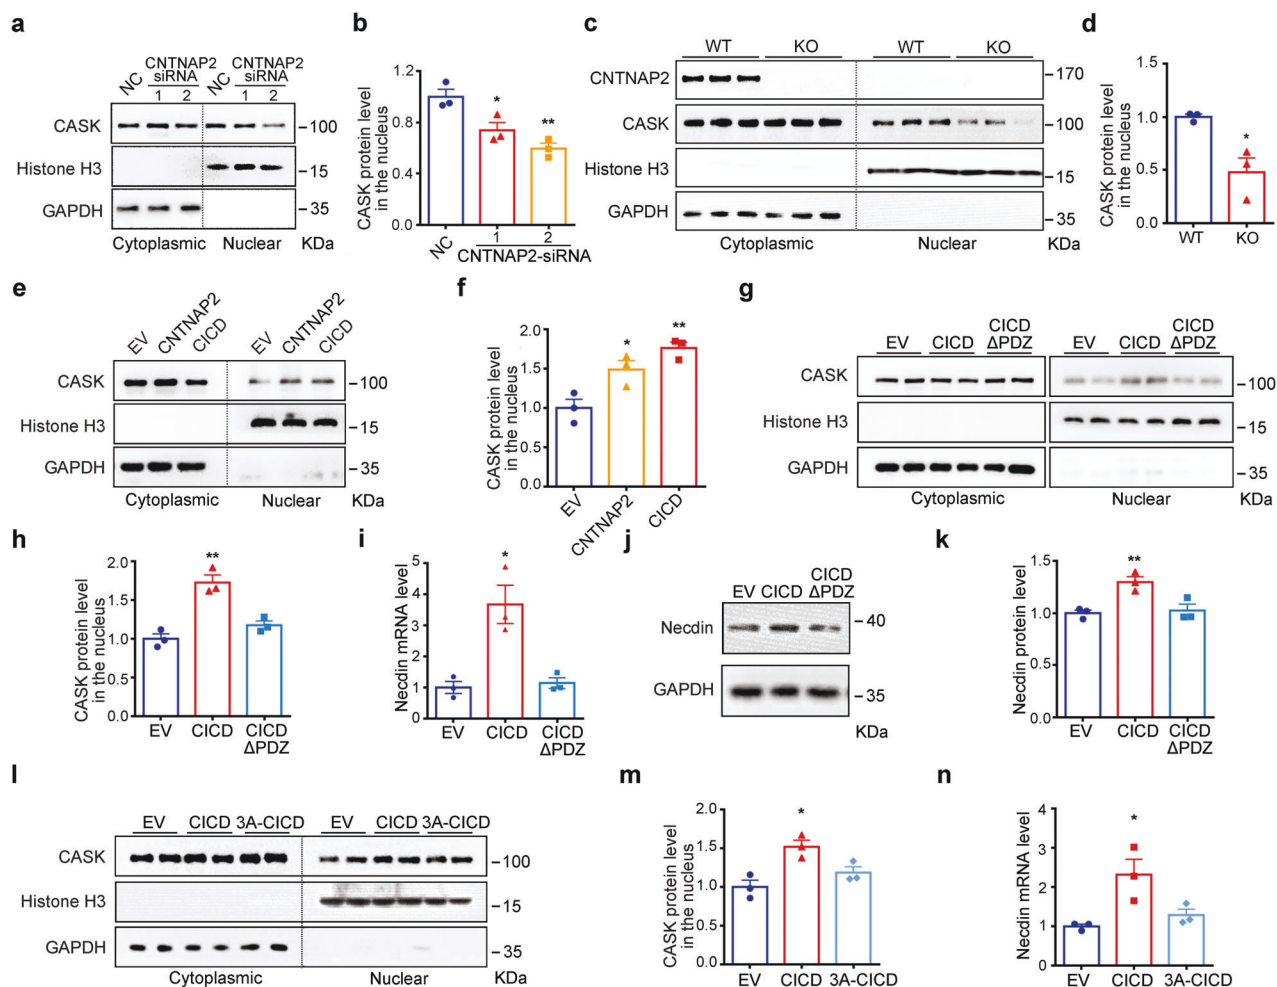 a
NC
CNTNAP2
siRNA
1 2
NC
CNTNAP2
siRNA
1 2
CASK
100
Histone H3
15
GAPDH
35
Cytoplasmic Nuclear KDa
b
CASK protein level
in the nucleus
1.2
0.8
0.4
0.0
*
**
NC
1 2
CNTNAP2-siRNA
c
WT KO WT KO
CNTNAP2
170
CASK
100
Histone H3
15
GAPDH
35
Cytoplasmic Nuclear KDa
d
CASK protein level
in the nucleus
1.5
1.0
0.5
0.0
*
WT KO
e
EV CNTNAP2 CICD EV CNTNAP2 CICD
CASK
100
Histone H3
15
GAPDH
35
Cytoplasmic Nuclear KDa
f
CASK protein level
in the nucleus
2.0
1.5
1.0
1.5
0.0
*
**
EV CNTNAP2 CICD
g
EV CICD CICD
ΔPDZ
EV CICD CICD
ΔPDZ
CASK
100
Histone H3
15
GAPDH
35
Cytoplasmic Nuclear KDa
h
CASK protein level
in the nucleus
2.0
1.5
1.0
0.5
0.0
**
EV CICD CICD
ΔPDZ
i
Necdin mRNA level
5
4
3
2
1
0
*
EV CICD CICD
ΔPDZ
j
EV CICD CICD
ΔPDZ
Necdin
40
GAPDH
35
KDa
k
Necdin protein level
1.5
1.0
0.5
0.0
**
EV CICD CICD
ΔPDZ
l
EV CICD 3A-CICD EV CICD 3A-CICD
CASK
100
Histone H3
15
GAPDH
35
Cytoplasmic Nuclear KDa
m
CASK protein level
in the nucleus
2.0
1.5
1.0
0.5
0.0
*
EV CICD 3A-CICD
n
Necdin mRNA level
4
3
2
1
0
*
EV CICD 3A-CICD